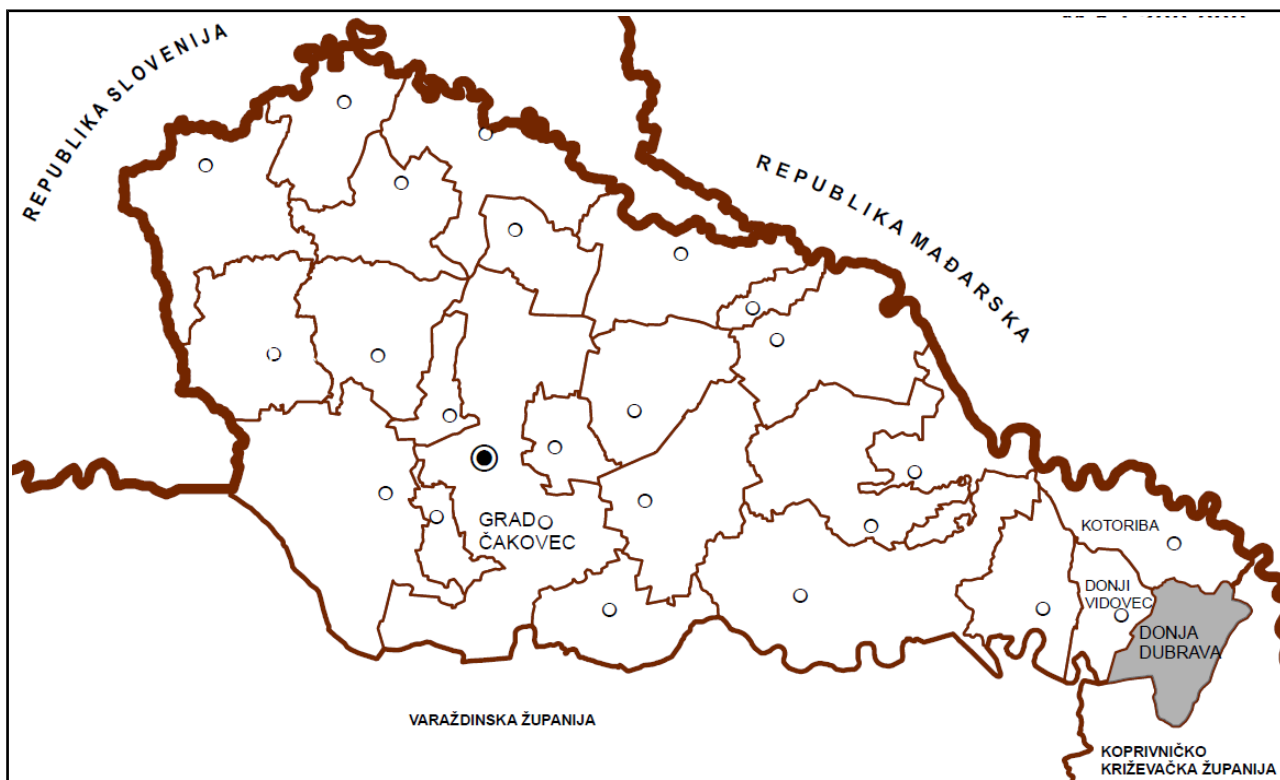 REPUBLIKA SLOVENIJA
REPUBLIKA MAĐARSKA
KOTORIBA
GRAD
ČAKOVEC
DONJI
VIDOVEC
DONJA
DUBRAVA
VARAŽDINSKA ŽUPANIJA
KOPRIVNIČKO
KRIŽEVAČKA ŽUPANIJA